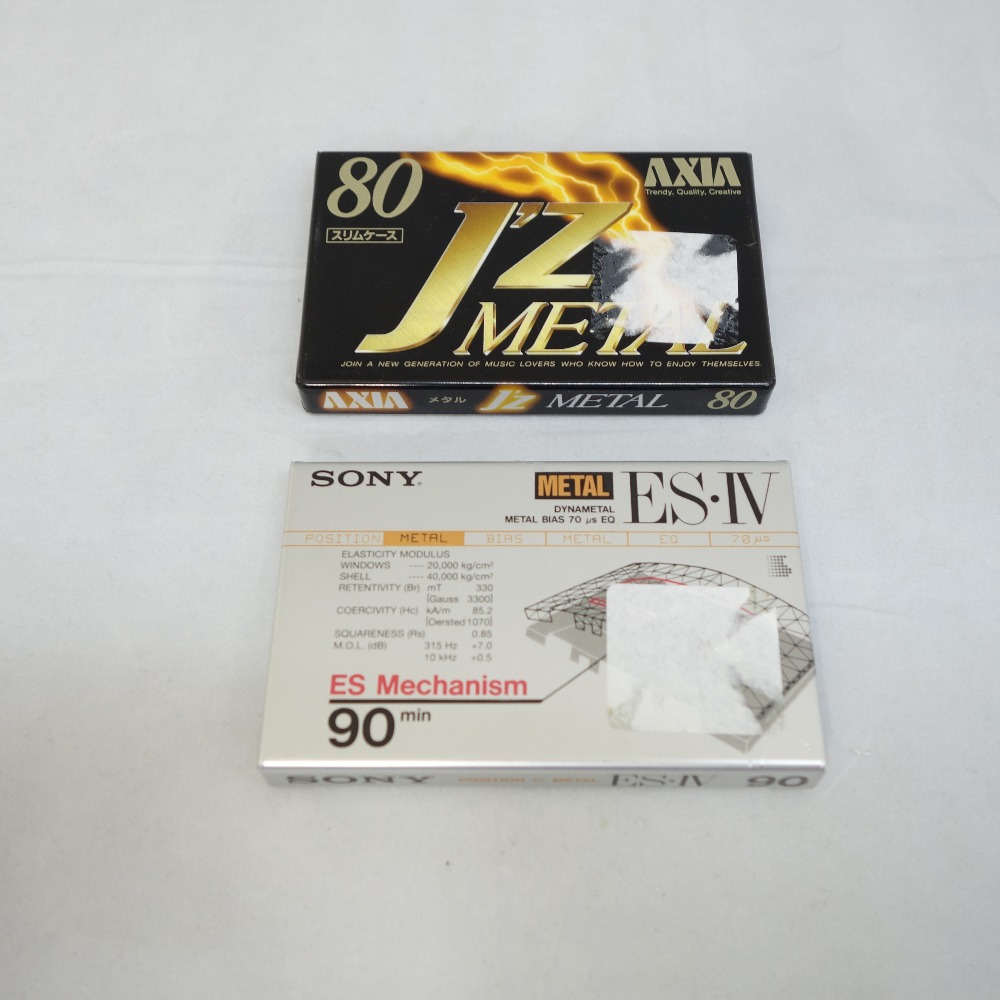 80
AXIA
Trendy, Quality, Creative
スリムケース
J'Z
METAL
JOIN A NEW GENERATION OF MUSIC LOVERS WHO KNOW HOW TO ENJOY THEMSELVES.
AXIA メタル J'Z METAL 80
SONY®
METAL ES·IV
DYNAMETAL
METAL BIAS 70 μs EQ
POSITION METAL BIAS METAL EQ 70μs
ELASTICITY MODULUS
WINDOWS ---- 20,000 kg/cm²
SHELL ---- 40,000 kg/cm²
RETENTIVITY (Br) mT 330
[Gauss 3300]
COERCIVITY (Hc) kA/m 85.2
[Oersted 1070]
SQUARENESS (Rs) 0.85
M.O.L. (dB) 315 Hz +7.0
10 kHz +0.5
ES Mechanism
90 min
SONY POSITION METAL ES·IV 90